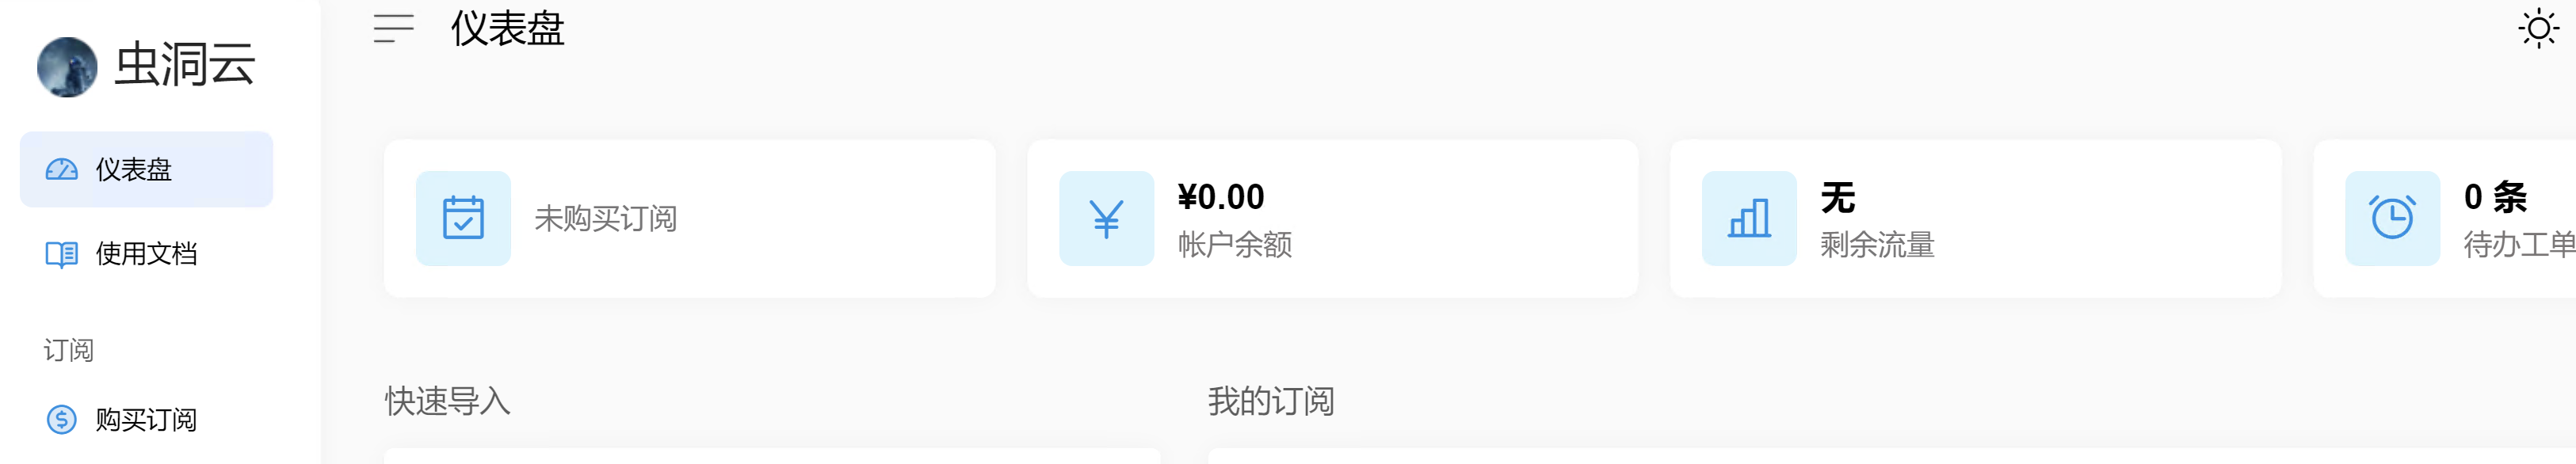 虫洞云
仪表盘
使用文档
订阅
购买订阅
仪表盘
未购买订阅
¥0.00
帐户余额
无
剩余流量
0 条
待办工单
快速导入
我的订阅